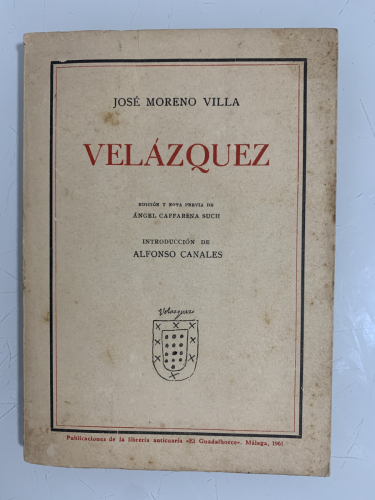 JOSÉ MORENO VILLA
VELÁZQUEZ
EDICIÓN Y NOTA PREVIA DE
ÁNGEL CAFFARENA SUCH
INTRODUCCIÓN DE
ALFONSO CANALES
Velazquez
Publicaciones de la librería anticuaria «El Guadalhorce». Málaga, 1961